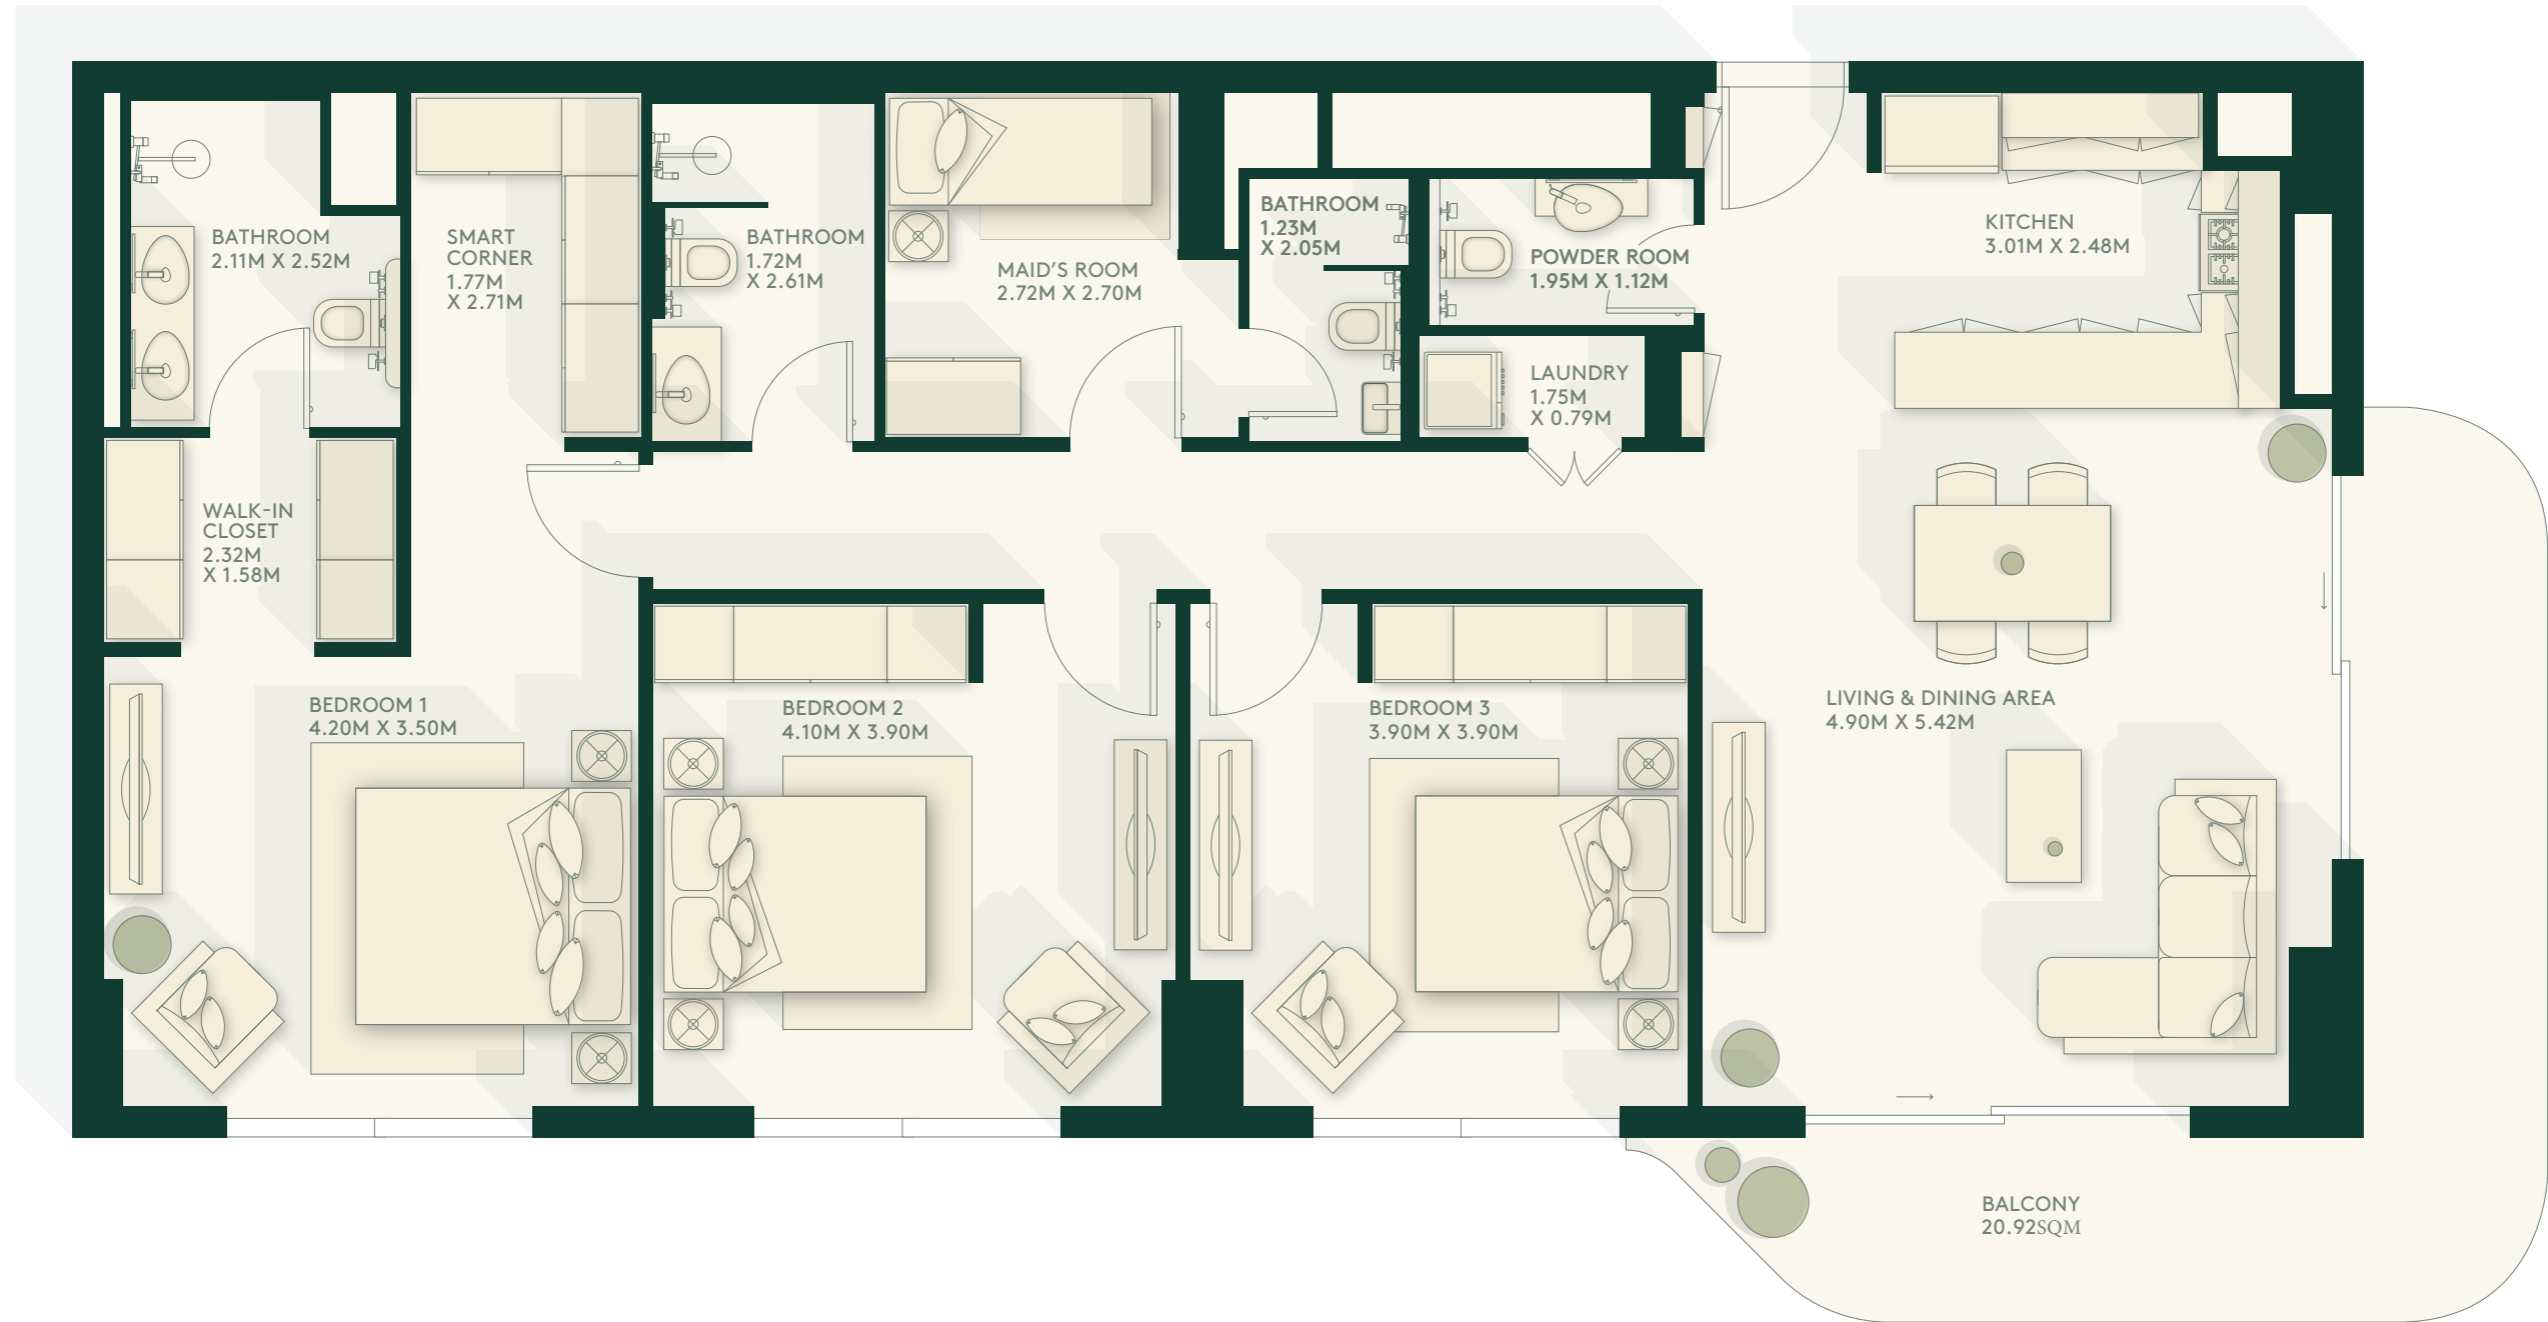 BATHROOM
2.11M X 2.52M
SMART
CORNER
1.77M
X 2.71M
BATHROOM
1.72M
X 2.61M
MAID'S ROOM
2.72M X 2.70M
BATHROOM
1.23M
X 2.05M
POWDER ROOM
1.95M X 1.12M
KITCHEN
3.01M X 2.48M
LAUNDRY
1.75M
X 0.79M
WALK-IN
CLOSET
2.32M
X 1.58M
BEDROOM 1
4.20M X 3.50M
BEDROOM 2
4.10M X 3.90M
BEDROOM 3
3.90M X 3.90M
LIVING & DINING AREA
4.90M X 5.42M
BALCONY
20.92SQM